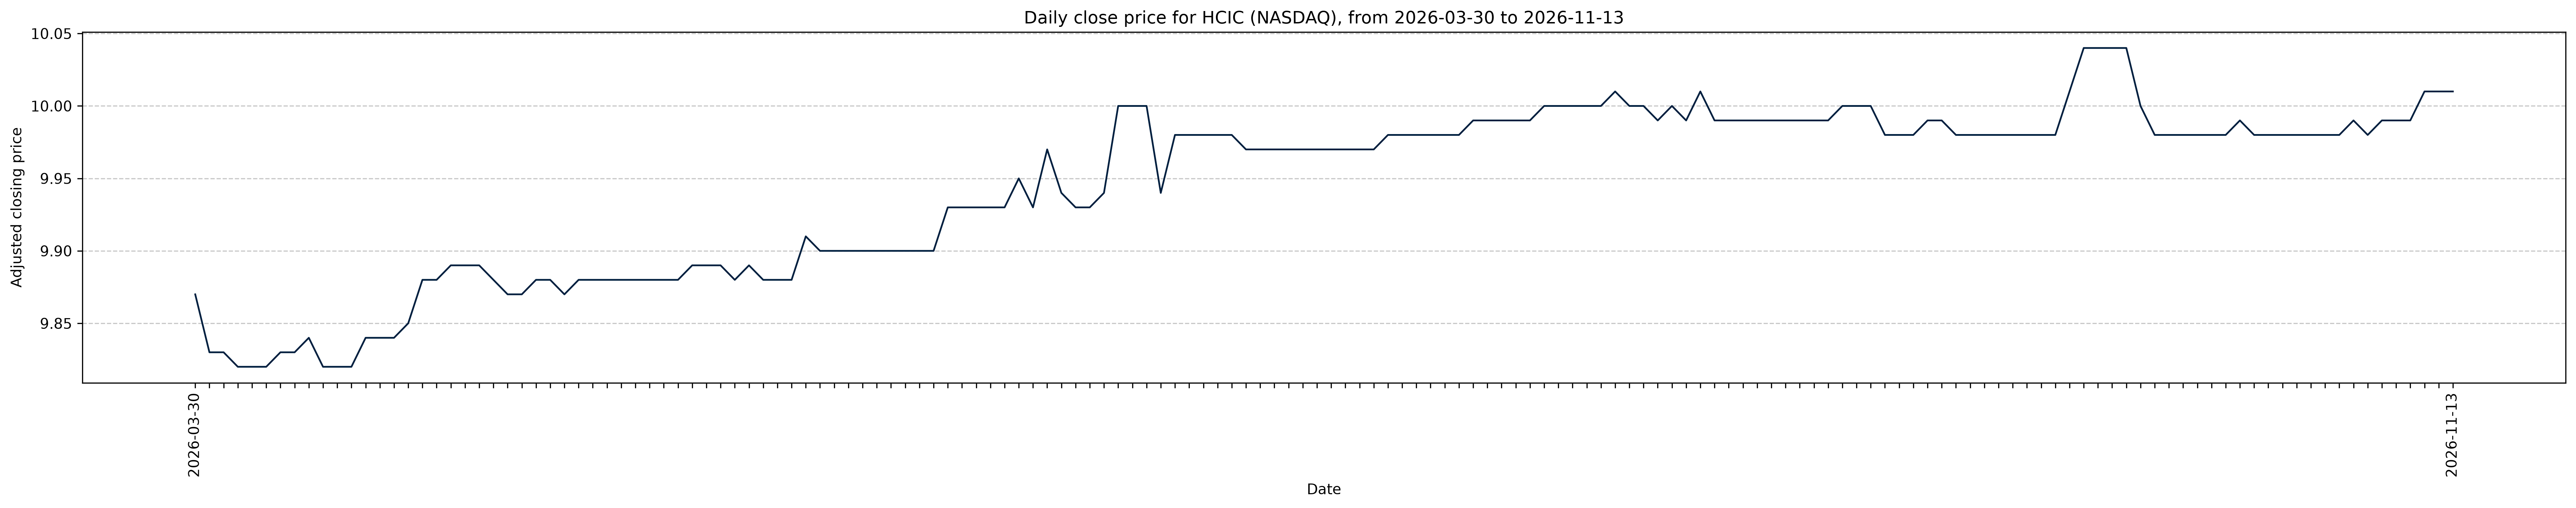 Daily close price for HCIC (NASDAQ), from 2026-03-30 to 2026-11-13
10.05
10.00
9.95
9.90
9.85
Adjusted closing price
2026-03-30
2026-11-13
Date